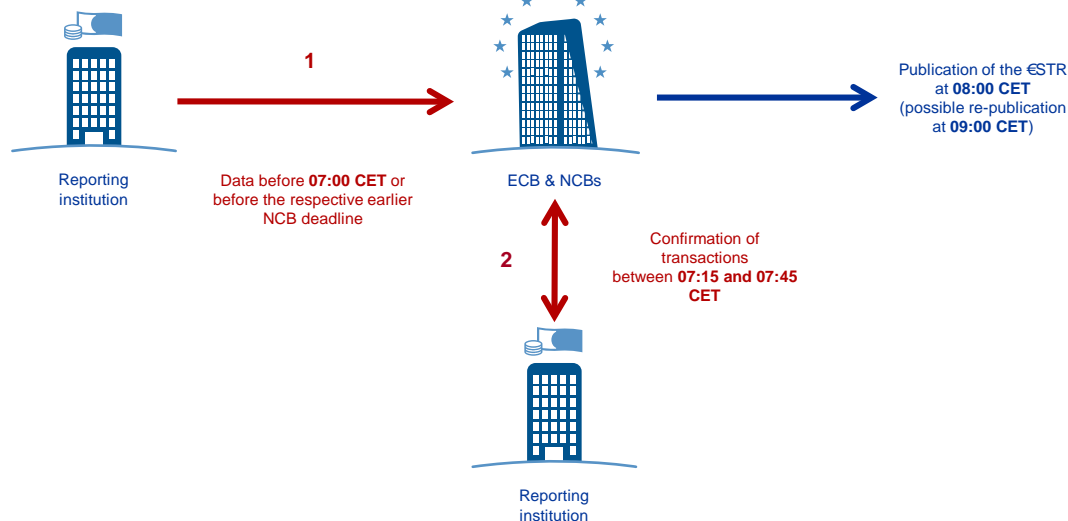 1
Publication of the €STR
at 08:00 CET
(possible re-publication
at 09:00 CET)
Reporting
institution
Data before 07:00 CET or
before the respective earlier
NCB deadline
ECB & NCBs
2
Confirmation of
transactions
between 07:15 and 07:45
CET
Reporting
institution